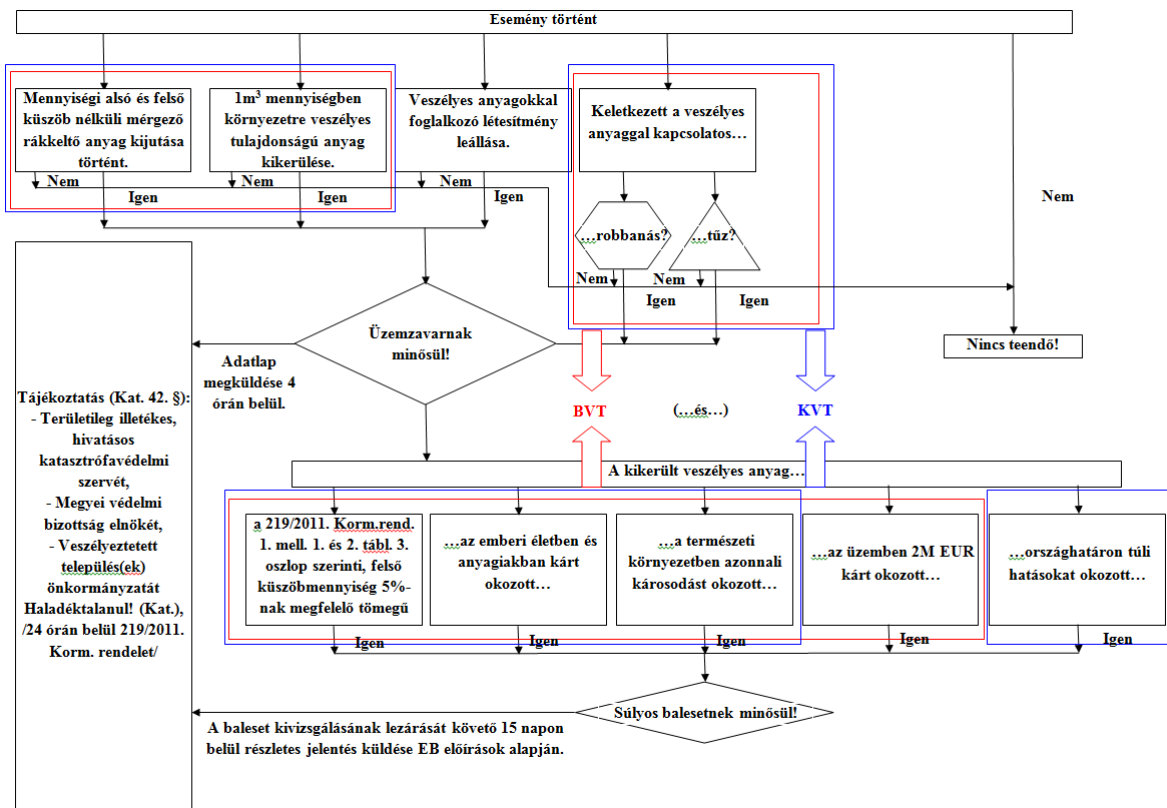 Esemény történt
Mennyiségi alsó és felső
küszöb nélküli mérgező
rákkeltő anyag kijutása
történt.
1m³ mennyiségben
környezetre veszélyes
tulajdonságú anyag
kikerülése.
Veszélyes anyagokkal
foglalkozó létesítmény
leállása.
Keletkezett a veszélyes
anyaggal kapcsolatos…
Nem
Igen
Nem
Igen
Nem
Igen
Nem
…robbanás?
…tűz?
Nem
Igen
Nem
Igen
Üzemzavarnak
minősül!
Nincs teendő!
Adatlap
megküldése 4
órán belül.
Tájékoztatás (Kat. 42. §):
- Területileg illetékes,
hivatásos
katasztrófavédelmi
szervét,
- Megyei védelmi
bizottság elnökét,
- Veszélyeztetett
település(ek)
önkormányzatát
Haladéktalanul! (Kat.),
/24 órán belül 219/2011.
Korm. rendelet/
BVT
(…és…)
KVT
A kikerült veszélyes anyag…
a 219/2011. Korm.rend.
1. mell. 1. és 2. tábl. 3.
oszlop szerinti, felső
küszöbmennyiség 5%-
nak megfelelő tömegű
…az emberi életben és
anyagiakban kárt
okozott…
…a természeti
környezetben azonnali
károsodást okozott…
…az üzemben 2M EUR
kárt okozott…
…országhatáron túli
hatásokat okozott…
Igen
Igen
Igen
Igen
Igen
Súlyos balesetnek minősül!
A baleset kivizsgálásának lezárását követő 15 napon
belül részletes jelentés küldése EB előírások alapján.